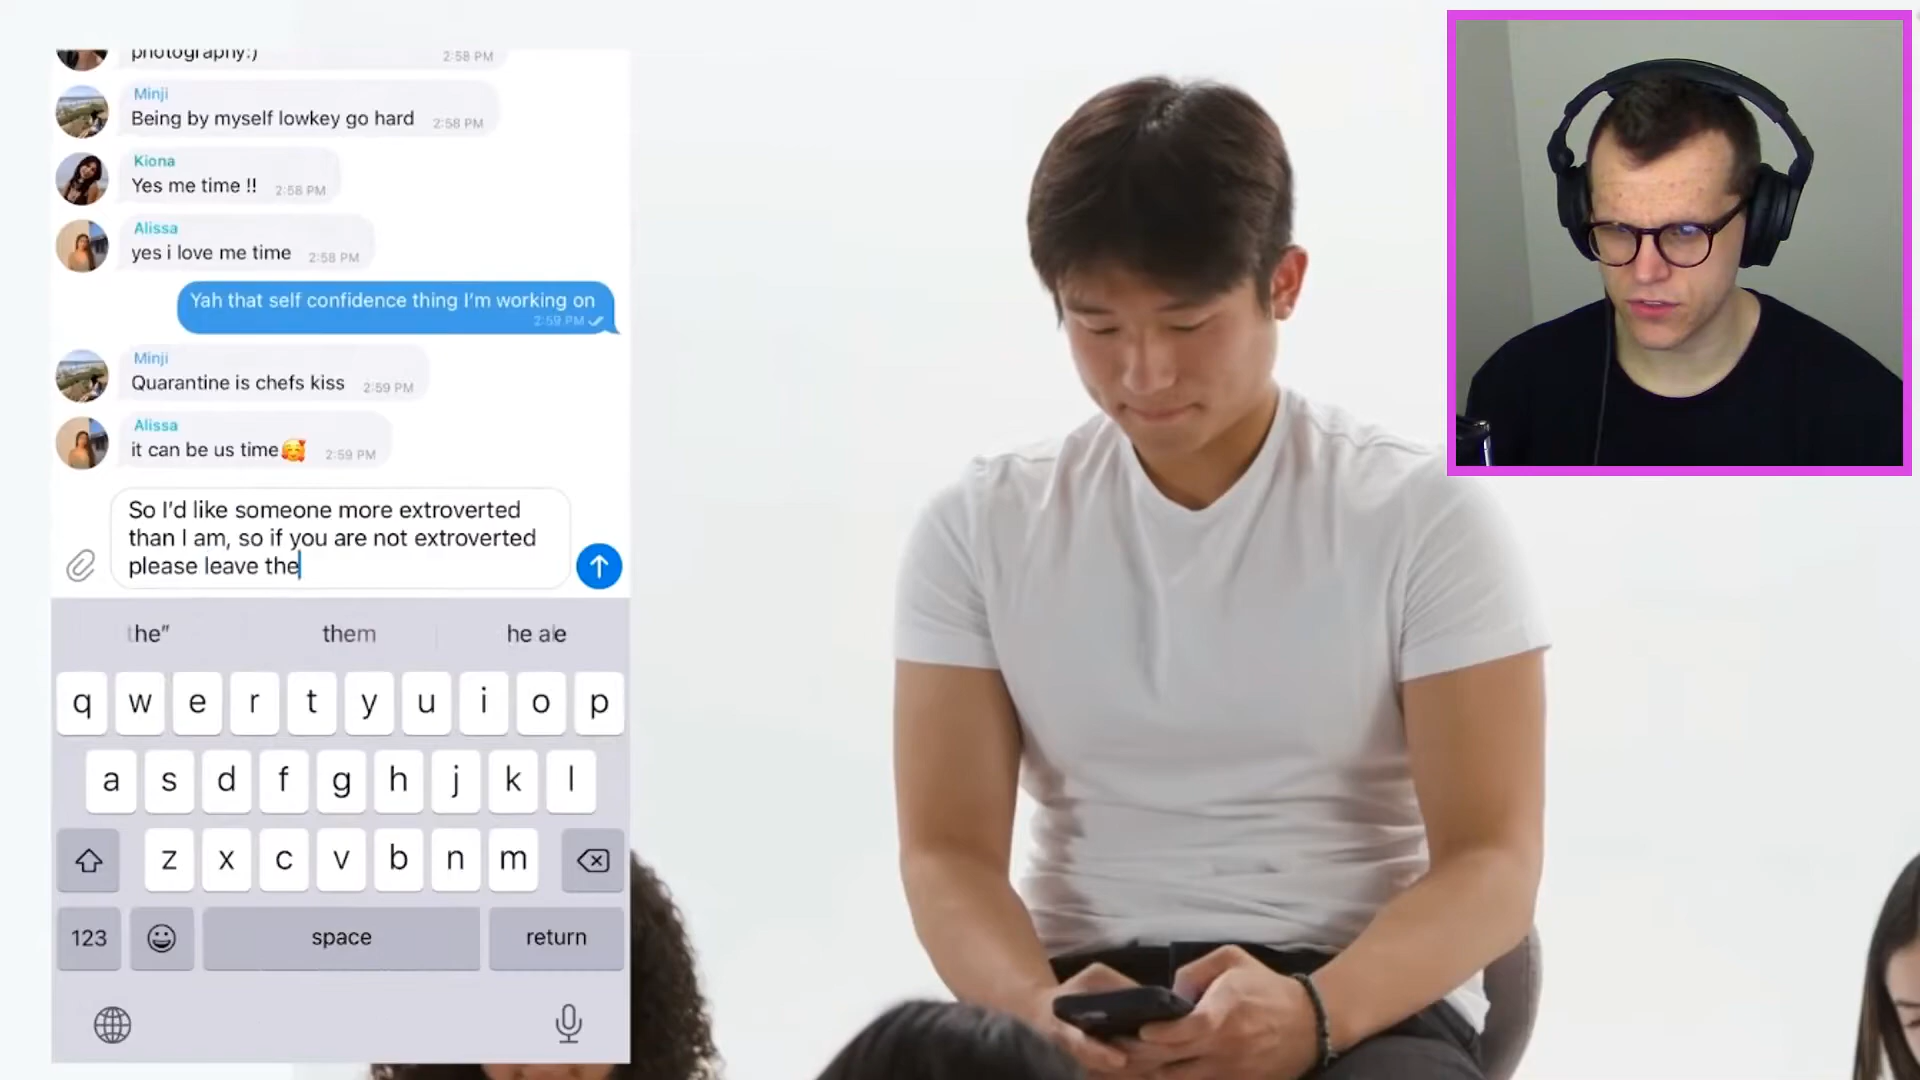 photography:) 2:58 PM
Minji
Being by myself lowkey go hard 2:58 PM
Kiona
Yes me time !! 2:58 PM
Alissa
yes i love me time 2:58 PM
Yah that self confidence thing I'm working on
2:59 PM
Minji
Quarantine is chefs kiss 2:59 PM
Alissa
it can be us time🥰 2:59 PM
So I'd like someone more extroverted
than I am, so if you are not extroverted
please leave the
the" them
q w e r t y u i o p
a s d f g h j k l
z x c v b n m
123 space return